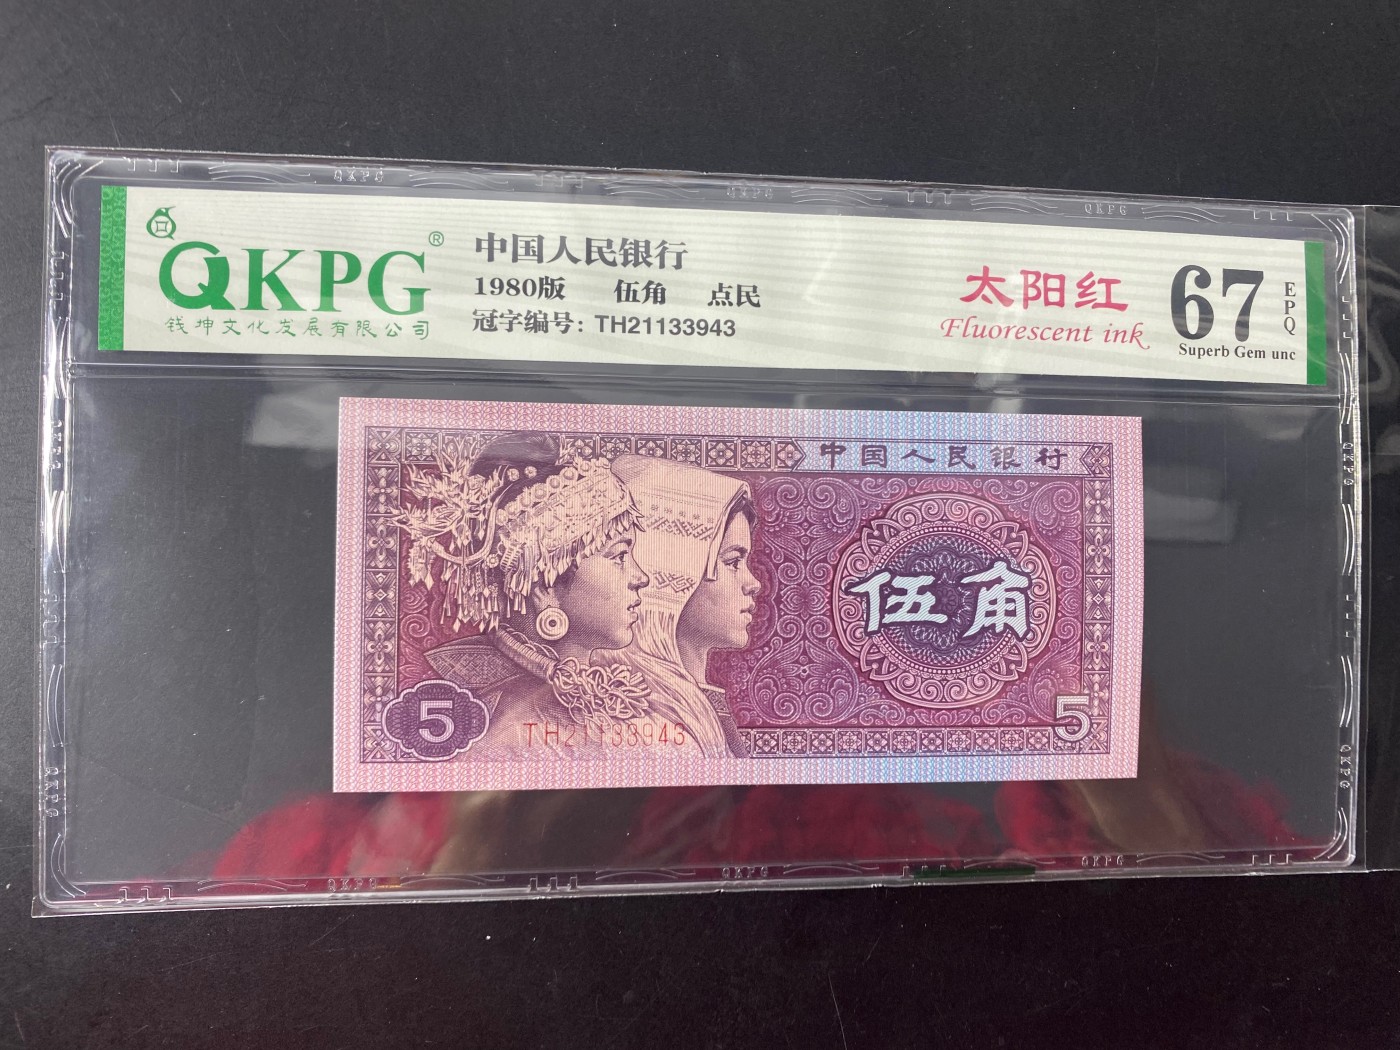 QKPG®
钱坤文化发展有限公司
中国人民银行
1980版 伍角 点民
冠字编号: TH21133943
太阳红
Fluorescent ink
67
EPQ
Superb Gem unc
中国人民银行
伍角
5
TH21133943
5